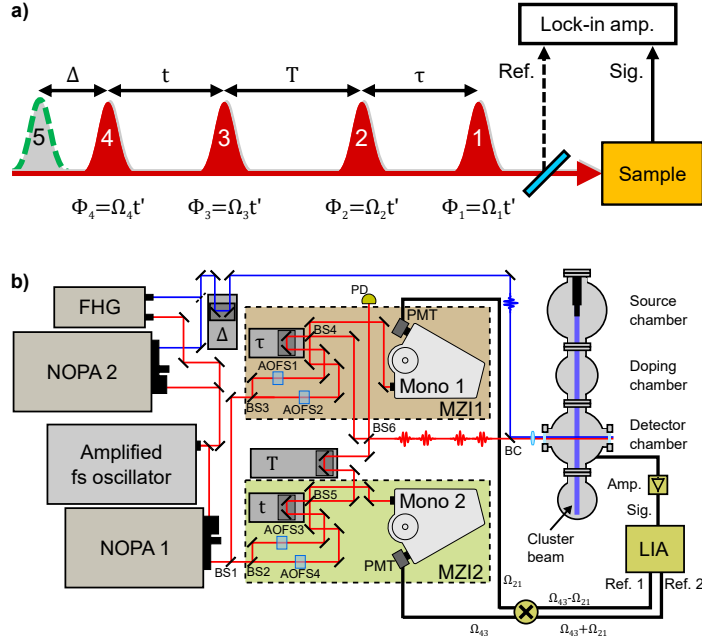 a)
Lock-in amp.
Ref.
Sig.
Δ
t
T
τ
5
4
3
2
1
Sample
Φ4=Ω4t'
Φ3=Ω3t'
Φ2=Ω2t'
Φ1=Ω1t'
b)
FHG
NOPA 2
Δ
Amplified
fs oscillator
NOPA 1
PD
PMT
BS4
τ
AOFS1
Mono 1
BS3
AOFS2
MZI1
BS6
BC
T
BS5
Mono 2
t
AOFS3
PMT
BS1
BS2
AOFS4
MZI2
Source
chamber
Doping
chamber
Detector
chamber
Amp.
Sig.
Cluster
beam
LIA
Ref. 1
Ref. 2
Ω21
Ω43-Ω21
Ω43
Ω43+Ω21